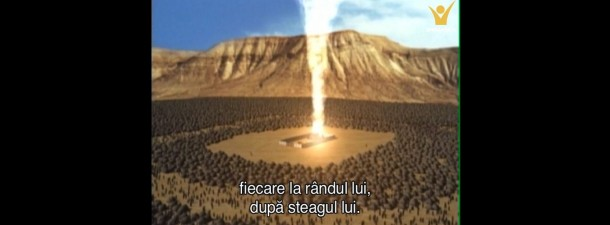 fiecare la rândul lui,
după steagul lui.